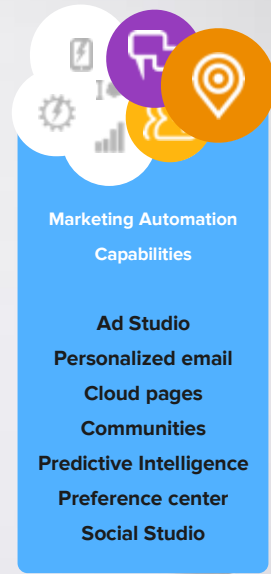 Marketing Automation
Capabilities
Ad Studio
Personalized email
Cloud pages
Communities
Predictive Intelligence
Preference center
Social Studio